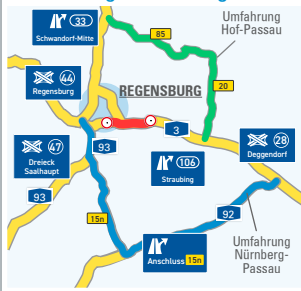 33
Schwandorf-Mitte
Umfahrung
Hof-Passau
85
44
Regensburg
REGENSBURG
20
3
47
Dreieck
Saalhaupt
93
106
Straubing
28
Deggendorf
93
92
15n
Anschluss 15n
Umfahrung
Nürnberg-
Passau